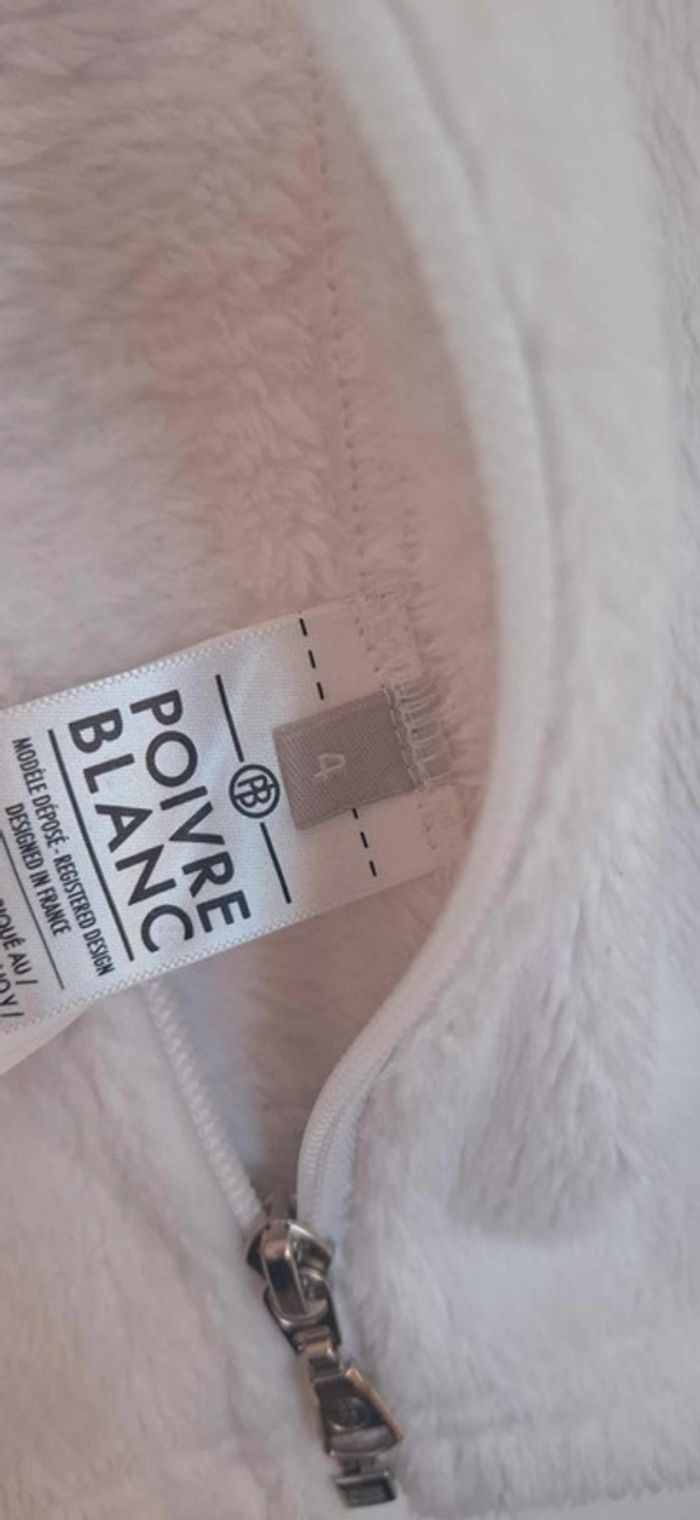 4
PB
POIVRE
BLANC
MODÈLE DÉPOSÉ - REGISTERED DESIGN
DESIGNED IN FRANCE